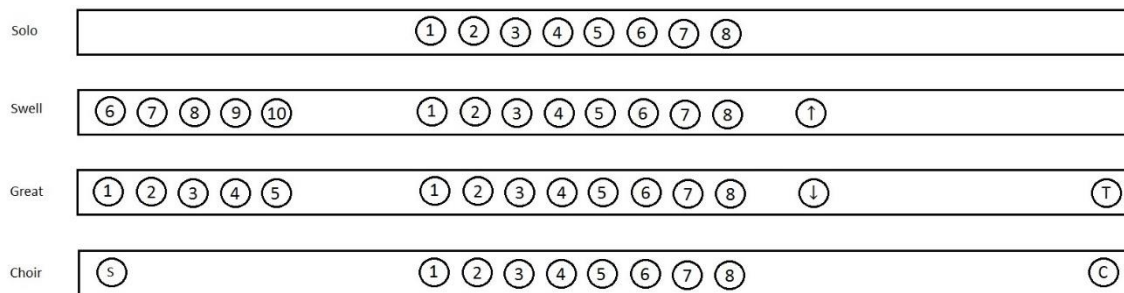 Solo 1 2 3 4 5 6 7 8
Swell 6 7 8 9 10 1 2 3 4 5 6 7 8 ↑
Great 1 2 3 4 5 1 2 3 4 5 6 7 8 ↓ T
Choir S 1 2 3 4 5 6 7 8 C